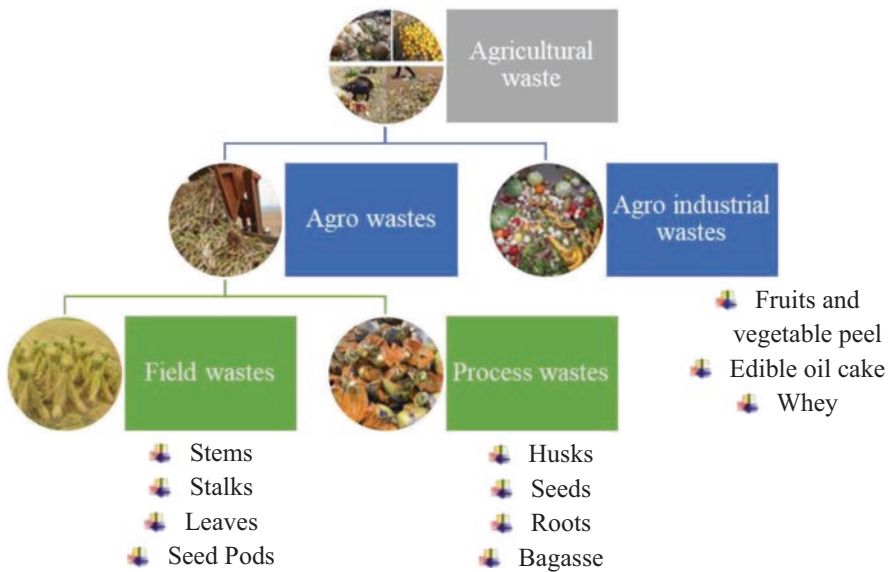 Agricultural
waste
Agro wastes
Agro industrial
wastes
Fruits and
vegetable peel
Edible oil cake
Whey
Field wastes
Process wastes
Stems
Stalks
Leaves
Seed Pods
Husks
Seeds
Roots
Bagasse